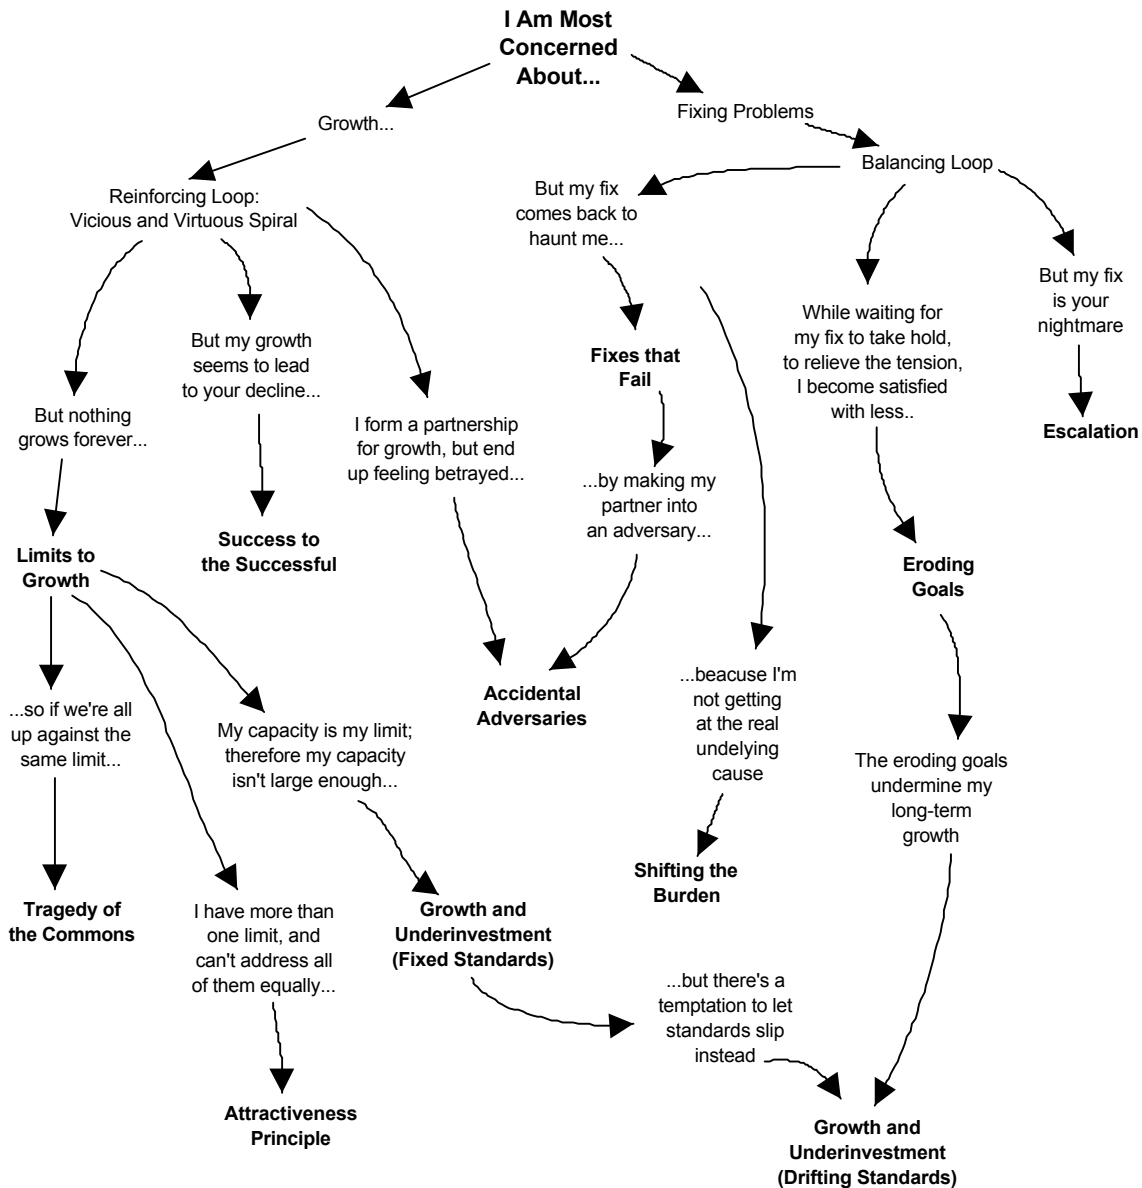 I Am Most
Concerned
About...
Growth...
Fixing Problems
Reinforcing Loop:
Vicious and Virtuous Spiral
But my fix
comes back to
haunt me...
Balancing Loop
But my growth
seems to lead
to your decline...
But nothing
grows forever...
I form a partnership
for growth, but end
up feeling betrayed...
Fixes that
Fail
While waiting for
my fix to take hold,
to relieve the tension,
I become satisfied
with less..
But my fix
is your
nightmare
Escalation
...by making my
partner into
an adversary...
Limits to
Growth
Success to
the Successful
Eroding
Goals
...so if we're all
up against the
same limit...
My capacity is my limit;
therefore my capacity
isn't large enough...
Accidental
Adversaries
...beacuse I'm
not getting
at the real
undelying
cause
The eroding goals
undermine my
long-term
growth
Shifting the
Burden
Tragedy of
the Commons
I have more than
one limit, and
can't address all
of them equally...
Growth and
Underinvestment
(Fixed Standards)
...but there's a
temptation to let
standards slip
instead
Attractiveness
Principle
Growth and
Underinvestment
(Drifting Standards)